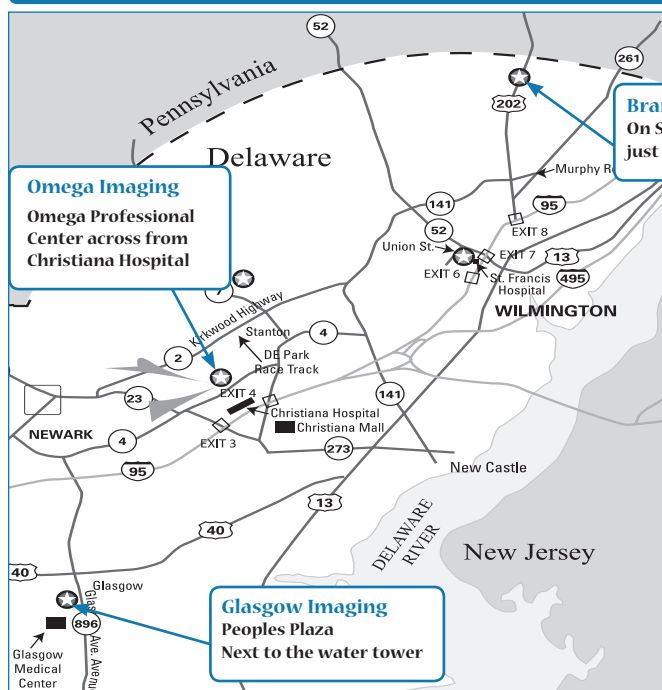 52
261
Pennsylvania
202
Bra
On S
just
Delaware
Omega Imaging
Omega Professional
Center across from
Christiana Hospital
Murphy R
141
95
52
EXIT 8
Union St.
EXIT 7
13
EXIT 6
St. Francis
Hospital
495
WILMINGTON
7
Kirkwood Highway
Stanton
4
2
DE Park
Race Track
EXIT 4
23
141
Christiana Hospital
Christiana Mall
NEWARK
4
EXIT 3
273
95
New Castle
13
40
DELAWARE
RIVER
New Jersey
40
Glasgow
Glasgow Imaging
Peoples Plaza
Next to the water tower
Glas
Ave. Avenu
896
Glasgow
Medical
Center